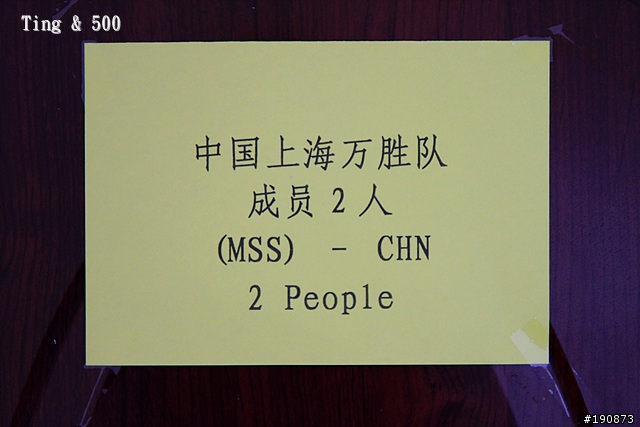 Ting & 500
中国上海万胜队
成员2人
(MSS) - CHN
2 People
#190873